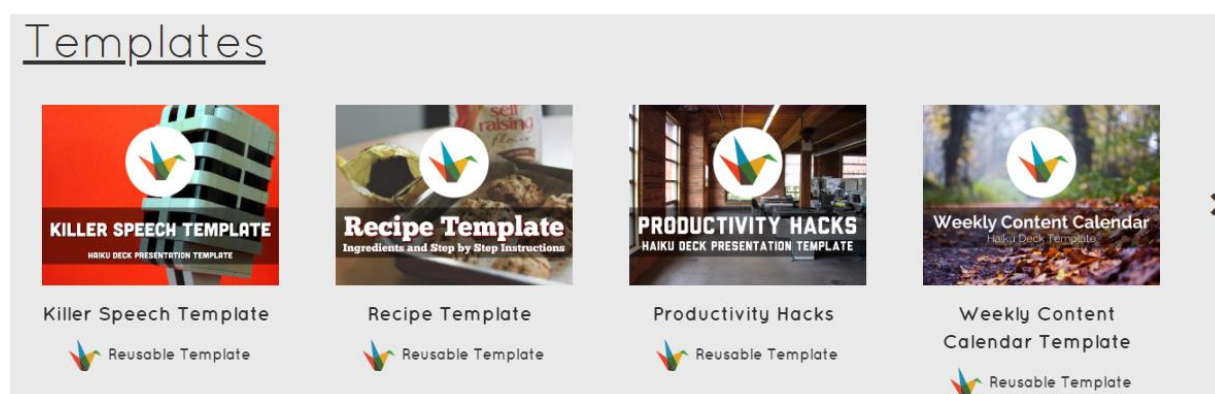 Templates
self
raising
flour
KILLER SPEECH TEMPLATE
HAIKU DECK PRESENTATION TEMPLATE
Recipe Template
Ingredients and Step by Step Instructions
PRODUCTIVITY HACKS
HAIKU DECK PRESENTATION TEMPLATE
Weekly Content Calendar
Haiku Deck Template
Killer Speech Template
Recipe Template
Productivity Hacks
Weekly Content
Calendar Template
Reusable Template
Reusable Template
Reusable Template
Reusable Template